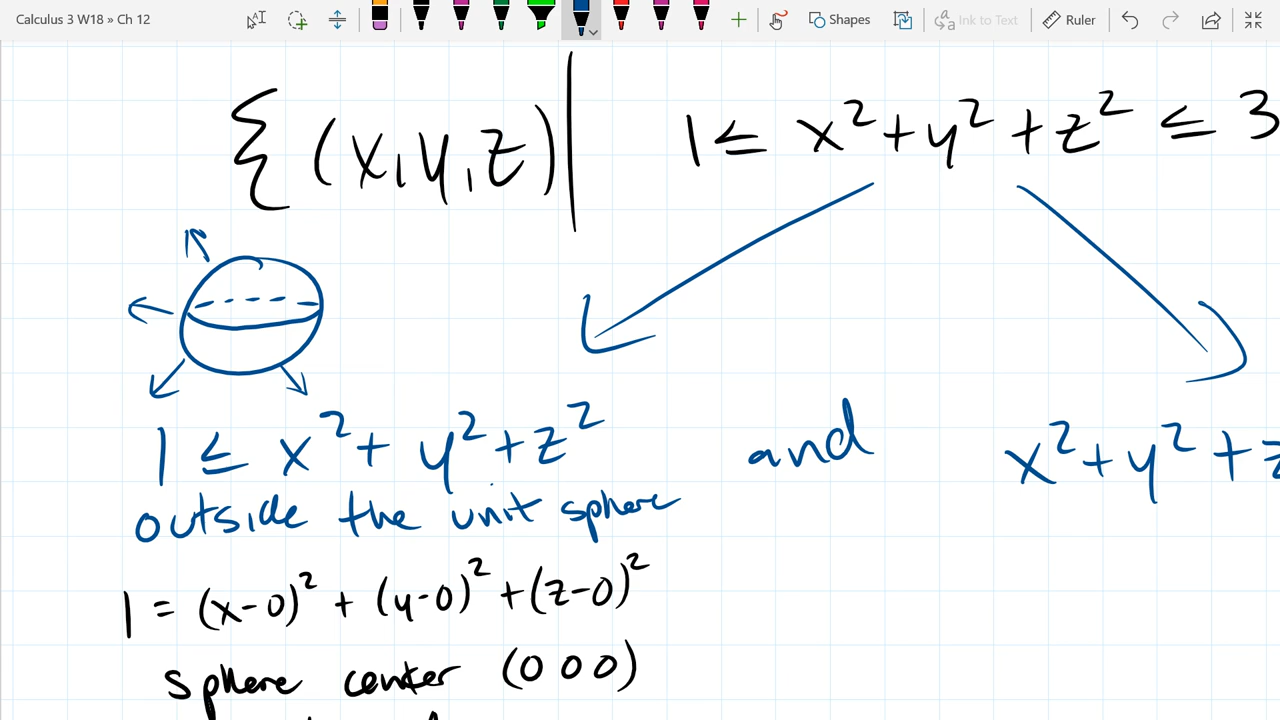 Calculus 3 W18 » Ch 12
Shapes
Ink to Text
Ruler
{ (x,y,z) | 1 ≤ x² + y² + z² ≤ 3
1 ≤ x² + y² + z² and x² + y² + z
outside the unit sphere
1 = (x-0)² + (y-0)² + (z-0)²
sphere center (0 0 0)